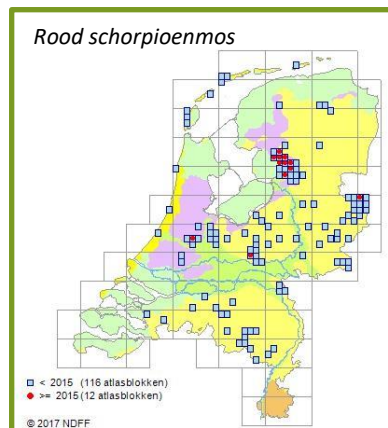 Rood schorpioenmos
< 2015 (116 atlasblokken)
>= 2015 (12 atlasblokken)
© 2017 NDFF